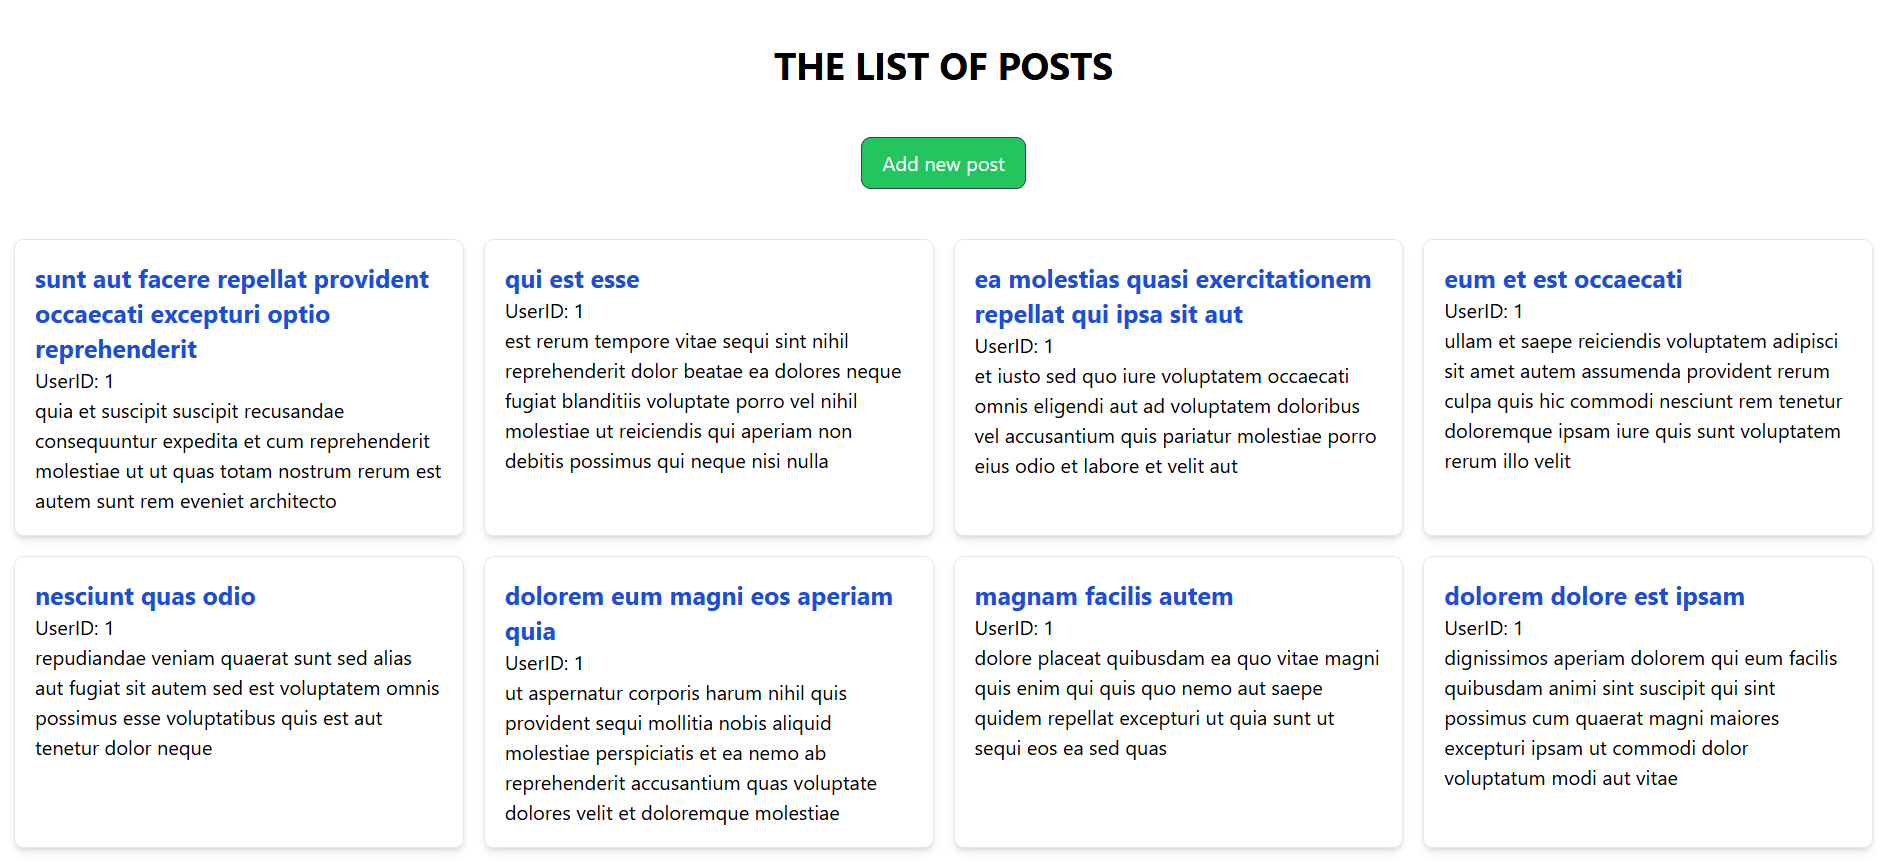 THE LIST OF POSTS
Add new post
sunt aut facere repellat provident
occaecati excepturi optio
reprehenderit
UserID: 1
quia et suscipit suscipit recusandae
consequuntur expedita et cum reprehenderit
molestiae ut ut quas totam nostrum rerum est
autem sunt rem eveniet architecto
qui est esse
UserID: 1
est rerum tempore vitae sequi sint nihil
reprehenderit dolor beatae ea dolores neque
fugiat blanditiis voluptate porro vel nihil
molestiae ut reiciendis qui aperiam non
debitis possimus qui neque nisi nulla
ea molestias quasi exercitationem
repellat qui ipsa sit aut
UserID: 1
et iusto sed quo iure voluptatem occaecati
omnis eligendi aut ad voluptatem doloribus
vel accusantium quis pariatur molestiae porro
eius odio et labore et velit aut
eum et est occaecati
UserID: 1
ullam et saepe reiciendis voluptatem adipisci
sit amet autem assumenda provident rerum
culpa quis hic commodi nesciunt rem tenetur
doloremque ipsam iure quis sunt voluptatem
rerum illo velit
nesciunt quas odio
UserID: 1
repudiandae veniam quaerat sunt sed alias
aut fugiat sit autem sed est voluptatem omnis
possimus esse voluptatibus quis est aut
tenetur dolor neque
dolorem eum magni eos aperiam
quia
UserID: 1
ut aspernatur corporis harum nihil quis
provident sequi mollitia nobis aliquid
molestiae perspiciatis et ea nemo ab
reprehenderit accusantium quas voluptate
dolores velit et doloremque molestiae
magnam facilis autem
UserID: 1
dolore placeat quibusdam ea quo vitae magni
quis enim qui quis quo nemo aut saepe
quidem repellat excepturi ut quia sunt ut
sequi eos ea sed quas
dolorem dolore est ipsam
UserID: 1
dignissimos aperiam dolorem qui eum facilis
quibusdam animi sint suscipit qui sint
possimus cum quaerat magni maiores
excepturi ipsam ut commodi dolor
voluptatum modi aut vitae